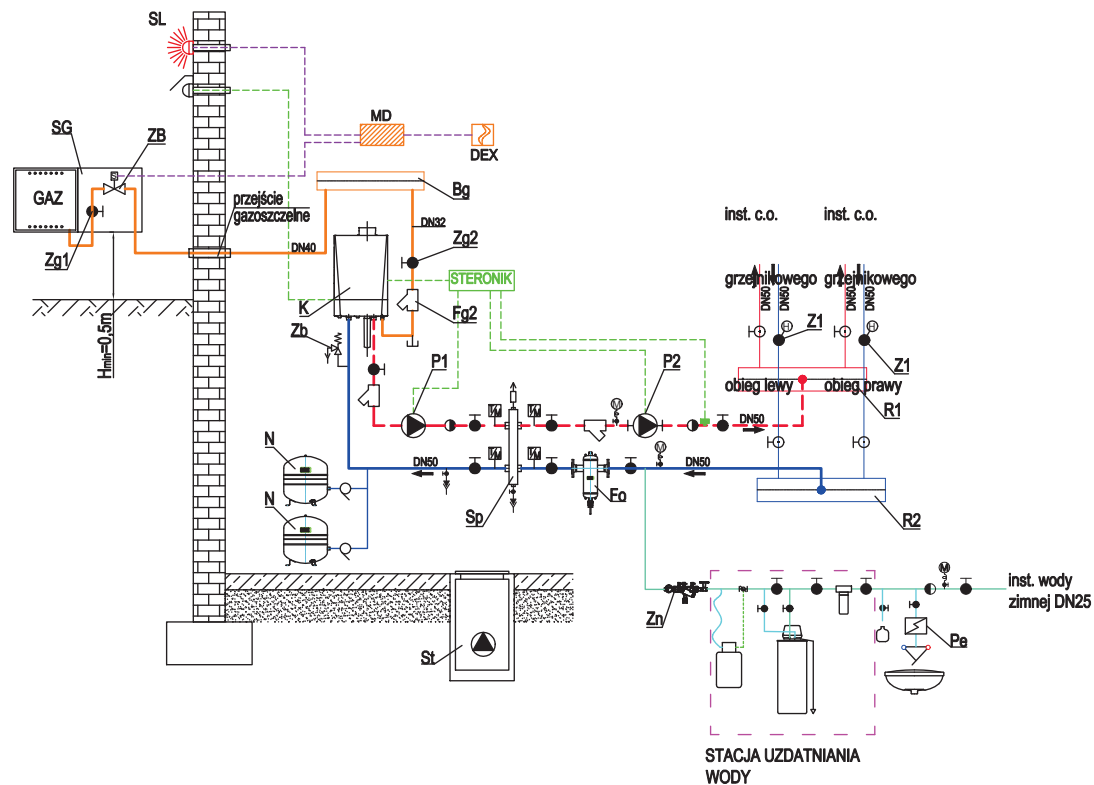 SL
SG
ZB
MD
DEX
GAZ
Bg
przejście
gazoszczelne
inst. c.o.
inst. c.o.
DN32
Zg1
DN40
Zg2
STERONIK
grzejnikowego
grzejnikowego
DN50
DN50
DN50
DN50
K
Fg2
Hmin=0,5m
Zb
H
Z1
H
P1
P2
Z1
obieg lewy
obieg prawy
R1
M
DN50
N
DN50
M
DN50
N
Sp
Fo
R2
M
inst. wody
zimnej DN25
Zn
Pe
St
STACJA UZDATNIANIA
WODY